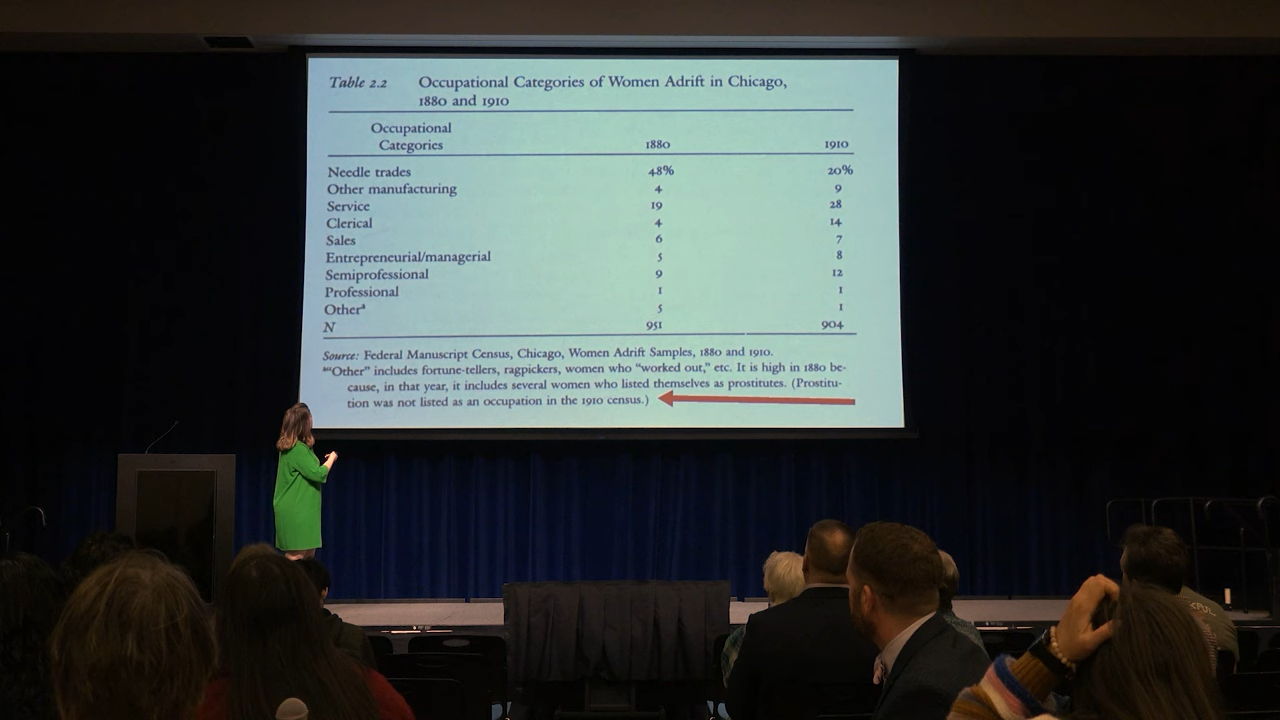 Table 2.2 Occupational Categories of Women Adrift in Chicago,
1880 and 1910
Occupational
Categories 1880 1910
Needle trades 48% 20%
Other manufacturing 4 9
Service 19 28
Clerical 4 14
Sales 6 7
Entrepreneurial/managerial 5 8
Semiprofessional 9 12
Professional 1 1
Otherª 5 1
N 951 904
Source: Federal Manuscript Census, Chicago, Women Adrift Samples, 1880 and 1910.
ª"Other" includes fortune-tellers, ragpickers, women who "worked out," etc. It is high in 1880 be-
cause, in that year, it includes several women who listed themselves as prostitutes. (Prostitu-
tion was not listed as an occupation in the 1910 census.)